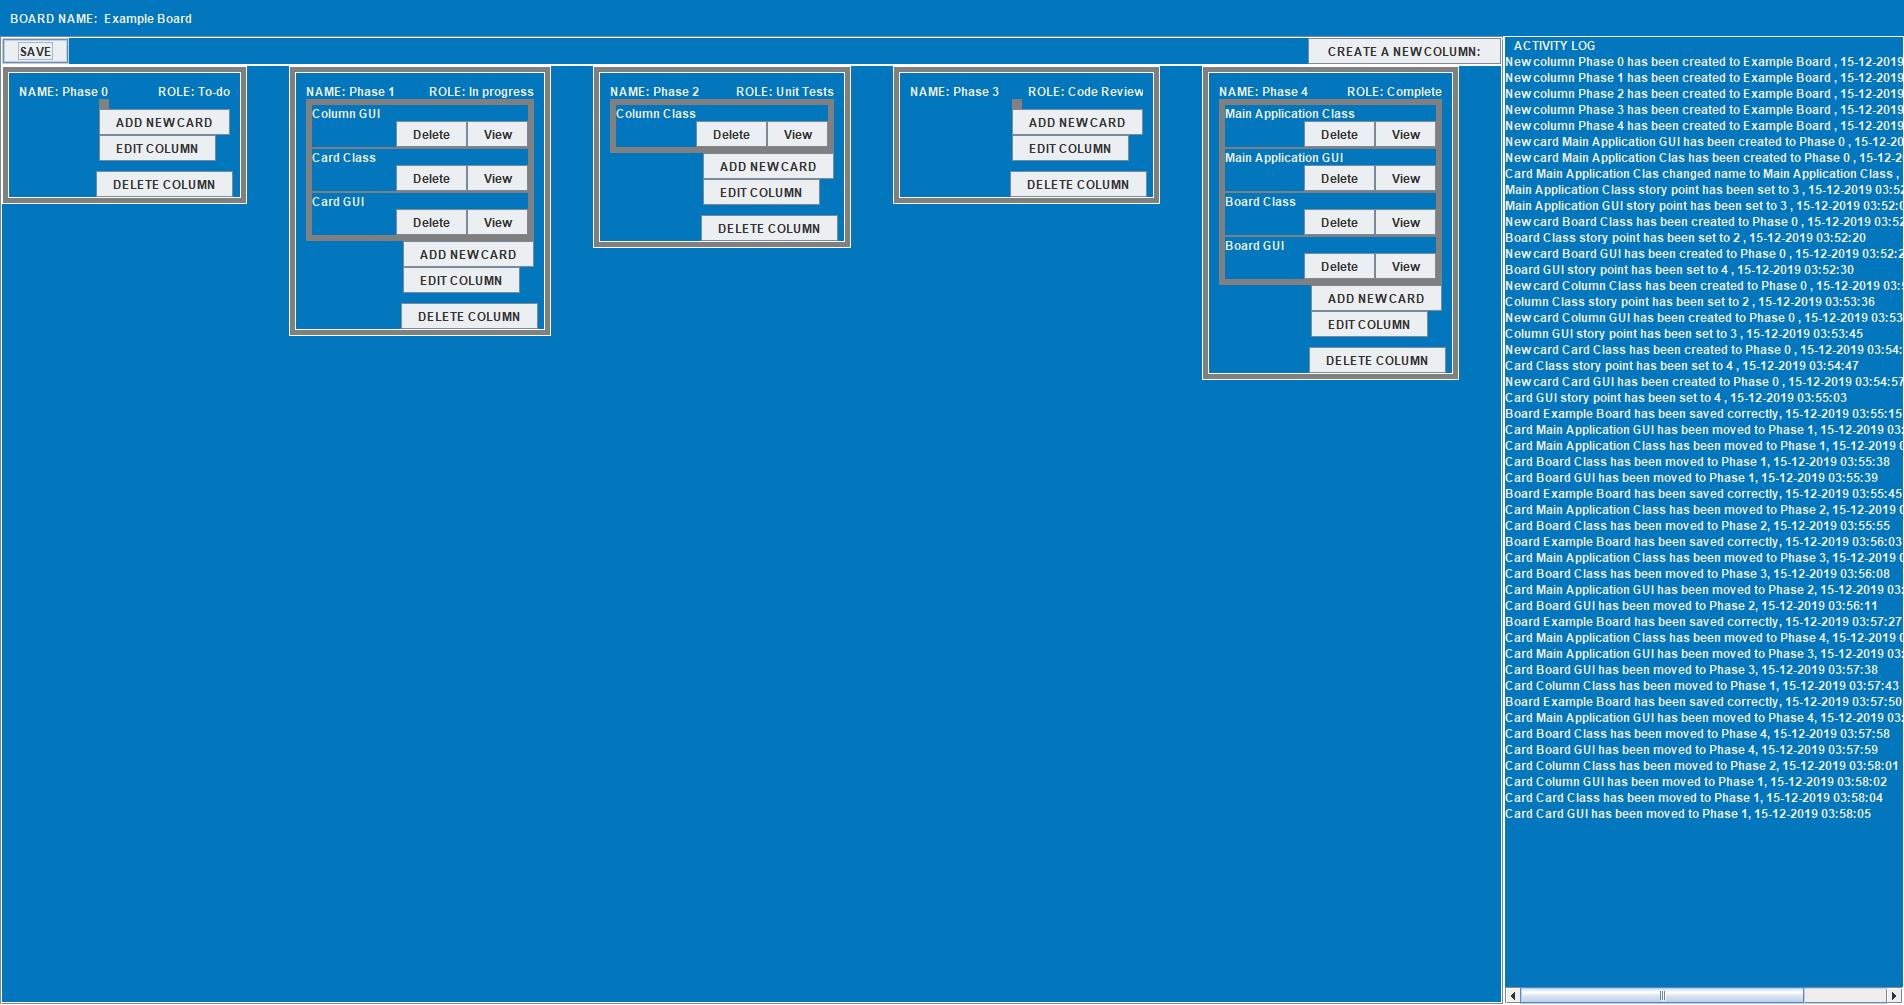 BOARD NAME: Example Board
SAVE
CREATE A NEW COLUMN:
NAME: Phase 0 ROLE: To-do
ADD NEW CARD
EDIT COLUMN
DELETE COLUMN
NAME: Phase 1 ROLE: In progress
Column GUI
Delete View
Card Class
Delete View
Card GUI
Delete View
ADD NEW CARD
EDIT COLUMN
DELETE COLUMN
NAME: Phase 2 ROLE: Unit Tests
Column Class
Delete View
ADD NEW CARD
EDIT COLUMN
DELETE COLUMN
NAME: Phase 3 ROLE: Code Review
ADD NEW CARD
EDIT COLUMN
DELETE COLUMN
NAME: Phase 4 ROLE: Complete
Main Application Class
Delete View
Main Application GUI
Delete View
Board Class
Delete View
Board GUI
Delete View
ADD NEW CARD
EDIT COLUMN
DELETE COLUMN
ACTIVITY LOG
New column Phase 0 has been created to Example Board , 15-12-2019
New column Phase 1 has been created to Example Board , 15-12-2019
New column Phase 2 has been created to Example Board , 15-12-2019
New column Phase 3 has been created to Example Board , 15-12-2019
New column Phase 4 has been created to Example Board , 15-12-2019
New card Main Application GUI has been created to Phase 0 , 15-12-20
New card Main Application Clas has been created to Phase 0 , 15-12-2
Card Main Application Clas changed name to Main Application Class ,
Main Application Class story point has been set to 3 , 15-12-2019 03:52
Main Application GUI story point has been set to 3 , 15-12-2019 03:52:0
New card Board Class has been created to Phase 0 , 15-12-2019 03:52
Board Class story point has been set to 2 , 15-12-2019 03:52:20
New card Board GUI has been created to Phase 0 , 15-12-2019 03:52:2
Board GUI story point has been set to 4 , 15-12-2019 03:52:30
New card Column Class has been created to Phase 0 , 15-12-2019 03:
Column Class story point has been set to 2 , 15-12-2019 03:53:36
New card Column GUI has been created to Phase 0 , 15-12-2019 03:53
Column GUI story point has been set to 3 , 15-12-2019 03:53:45
New card Card Class has been created to Phase 0 , 15-12-2019 03:54:
Card Class story point has been set to 4 , 15-12-2019 03:54:47
New card Card GUI has been created to Phase 0 , 15-12-2019 03:54:57
Card GUI story point has been set to 4 , 15-12-2019 03:55:03
Board Example Board has been saved correctly, 15-12-2019 03:55:15
Card Main Application GUI has been moved to Phase 1, 15-12-2019 03:
Card Main Application Class has been moved to Phase 1, 15-12-2019 0
Card Board Class has been moved to Phase 1, 15-12-2019 03:55:38
Card Board GUI has been moved to Phase 1, 15-12-2019 03:55:39
Board Example Board has been saved correctly, 15-12-2019 03:55:45
Card Main Application Class has been moved to Phase 2, 15-12-2019 0
Card Board Class has been moved to Phase 2, 15-12-2019 03:55:55
Board Example Board has been saved correctly, 15-12-2019 03:56:03
Card Main Application Class has been moved to Phase 3, 15-12-2019 0
Card Board Class has been moved to Phase 3, 15-12-2019 03:56:08
Card Main Application GUI has been moved to Phase 2, 15-12-2019 03:
Card Board GUI has been moved to Phase 2, 15-12-2019 03:56:11
Board Example Board has been saved correctly, 15-12-2019 03:57:27
Card Main Application Class has been moved to Phase 4, 15-12-2019 0
Card Main Application GUI has been moved to Phase 3, 15-12-2019 03:
Card Board GUI has been moved to Phase 3, 15-12-2019 03:57:38
Card Column Class has been moved to Phase 1, 15-12-2019 03:57:43
Board Example Board has been saved correctly, 15-12-2019 03:57:50
Card Main Application GUI has been moved to Phase 4, 15-12-2019 03:
Card Board Class has been moved to Phase 4, 15-12-2019 03:57:58
Card Board GUI has been moved to Phase 4, 15-12-2019 03:57:59
Card Column Class has been moved to Phase 2, 15-12-2019 03:58:01
Card Column GUI has been moved to Phase 1, 15-12-2019 03:58:02
Card Card Class has been moved to Phase 1, 15-12-2019 03:58:04
Card Card GUI has been moved to Phase 1, 15-12-2019 03:58:05